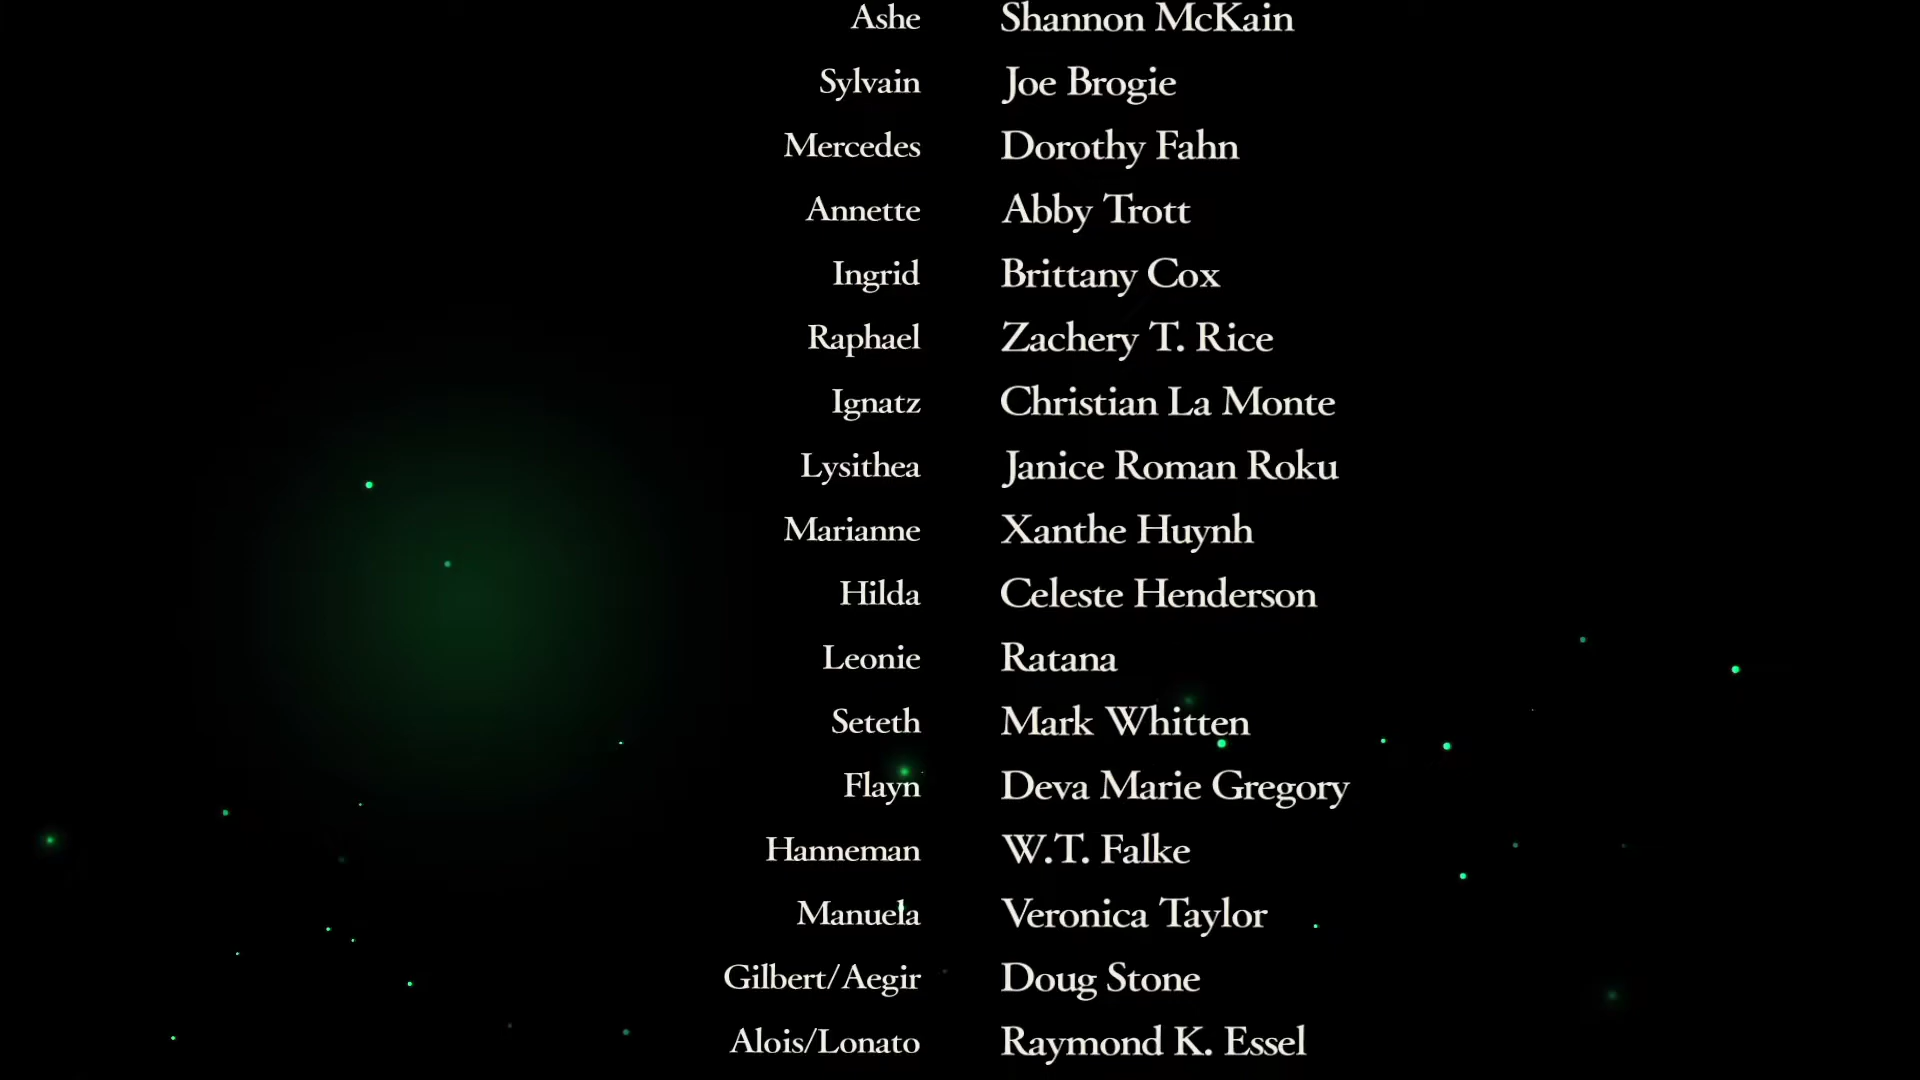 Ashe Shannon McKain
Sylvain Joe Brogie
Mercedes Dorothy Fahn
Annette Abby Trott
Ingrid Brittany Cox
Raphael Zachery T. Rice
Ignatz Christian La Monte
Lysithea Janice Roman Roku
Marianne Xanthe Huynh
Hilda Celeste Henderson
Leonie Ratana
Seteth Mark Whitten
Flayn Deva Marie Gregory
Hanneman W.T. Falke
Manuela Veronica Taylor
Gilbert/Aegir Doug Stone
Alois/Lonato Raymond K. Essel